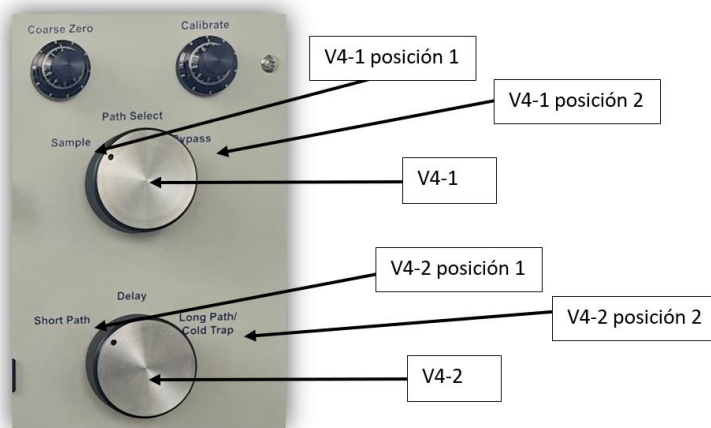 Coarse Zero
Calibrate
V4-1 posición 1
V4-1 posición 2
Path Select
Sample
Bypass
V4-1
V4-2 posición 1
Delay
Short Path
Long Path/
Cold Trap
V4-2 posición 2
V4-2